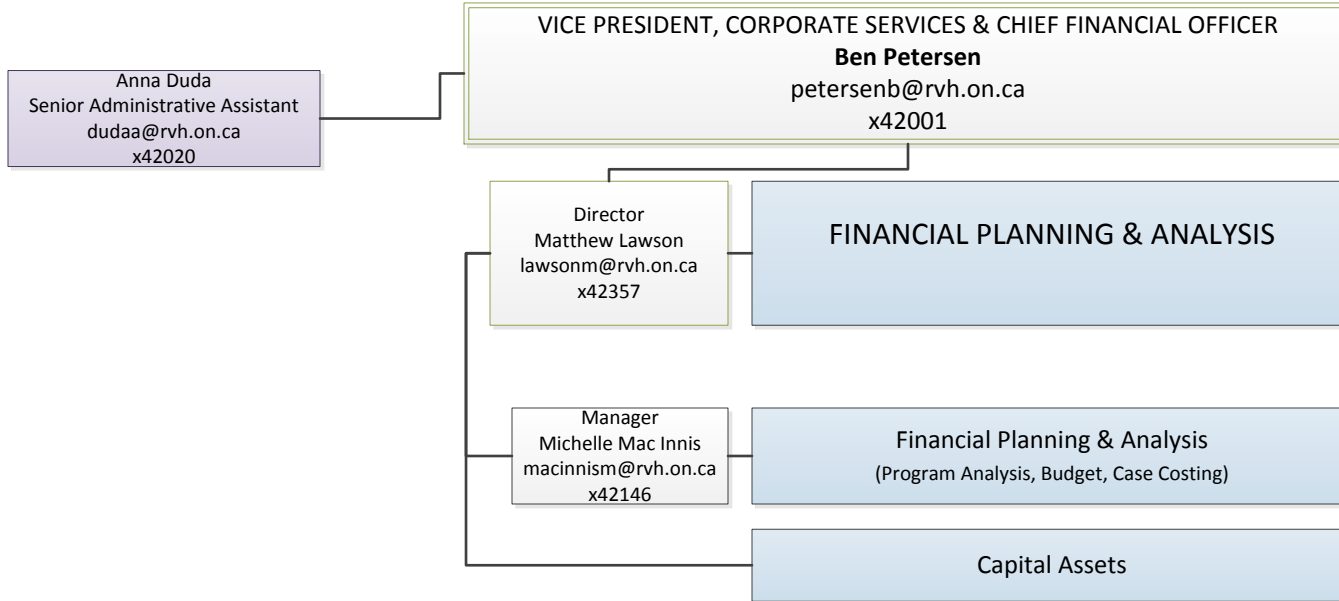 VICE PRESIDENT, CORPORATE SERVICES & CHIEF FINANCIAL OFFICER
Ben Petersen
petersenb@rvh.on.ca
x42001
Anna Duda
Senior Administrative Assistant
dudaa@rvh.on.ca
x42020
Director
Matthew Lawson
lawsonm@rvh.on.ca
x42357
FINANCIAL PLANNING & ANALYSIS
Manager
Michelle Mac Innis
macinnism@rvh.on.ca
x42146
Financial Planning & Analysis
(Program Analysis, Budget, Case Costing)
Capital Assets